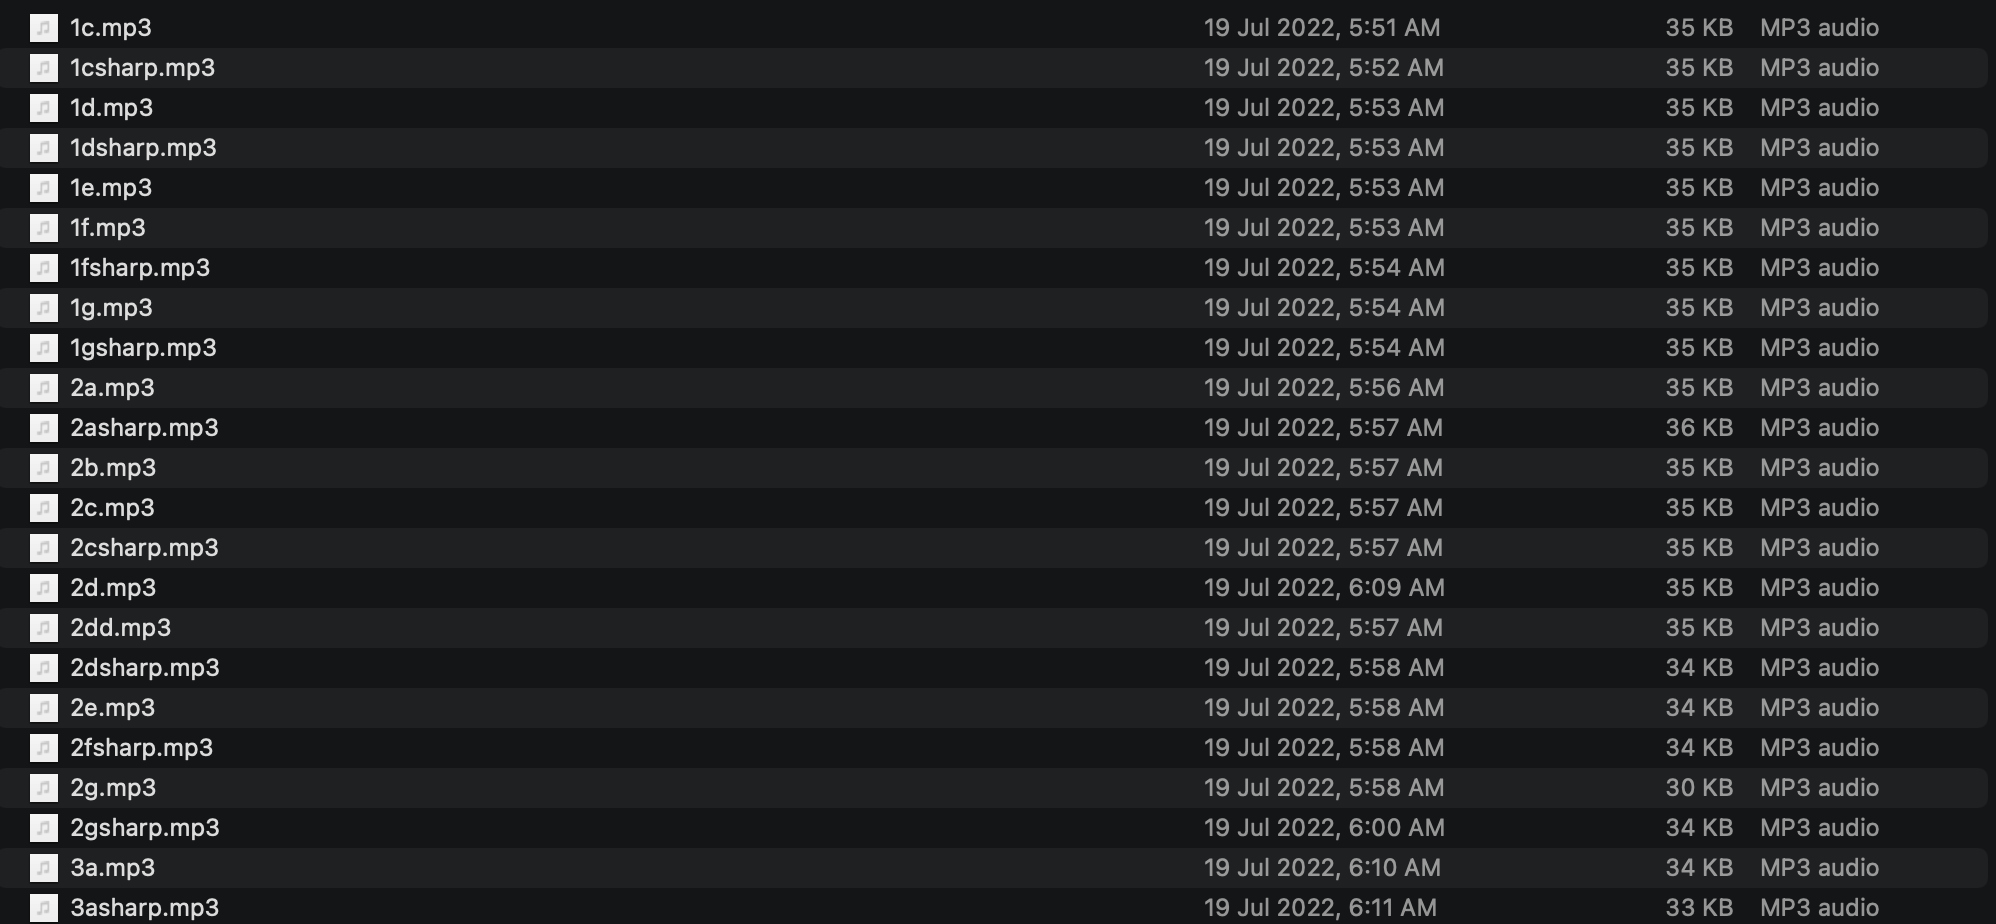 1c.mp3 19 Jul 2022, 5:51 AM 35 KB MP3 audio
1csharp.mp3 19 Jul 2022, 5:52 AM 35 KB MP3 audio
1d.mp3 19 Jul 2022, 5:53 AM 35 KB MP3 audio
1dsharp.mp3 19 Jul 2022, 5:53 AM 35 KB MP3 audio
1e.mp3 19 Jul 2022, 5:53 AM 35 KB MP3 audio
1f.mp3 19 Jul 2022, 5:53 AM 35 KB MP3 audio
1fsharp.mp3 19 Jul 2022, 5:54 AM 35 KB MP3 audio
1g.mp3 19 Jul 2022, 5:54 AM 35 KB MP3 audio
1gsharp.mp3 19 Jul 2022, 5:54 AM 35 KB MP3 audio
2a.mp3 19 Jul 2022, 5:56 AM 35 KB MP3 audio
2asharp.mp3 19 Jul 2022, 5:57 AM 36 KB MP3 audio
2b.mp3 19 Jul 2022, 5:57 AM 35 KB MP3 audio
2c.mp3 19 Jul 2022, 5:57 AM 35 KB MP3 audio
2csharp.mp3 19 Jul 2022, 5:57 AM 35 KB MP3 audio
2d.mp3 19 Jul 2022, 6:09 AM 35 KB MP3 audio
2dd.mp3 19 Jul 2022, 5:57 AM 35 KB MP3 audio
2dsharp.mp3 19 Jul 2022, 5:58 AM 34 KB MP3 audio
2e.mp3 19 Jul 2022, 5:58 AM 34 KB MP3 audio
2fsharp.mp3 19 Jul 2022, 5:58 AM 34 KB MP3 audio
2g.mp3 19 Jul 2022, 5:58 AM 30 KB MP3 audio
2gsharp.mp3 19 Jul 2022, 6:00 AM 34 KB MP3 audio
3a.mp3 19 Jul 2022, 6:10 AM 34 KB MP3 audio
3asharp.mp3 19 Jul 2022, 6:11 AM 33 KB MP3 audio